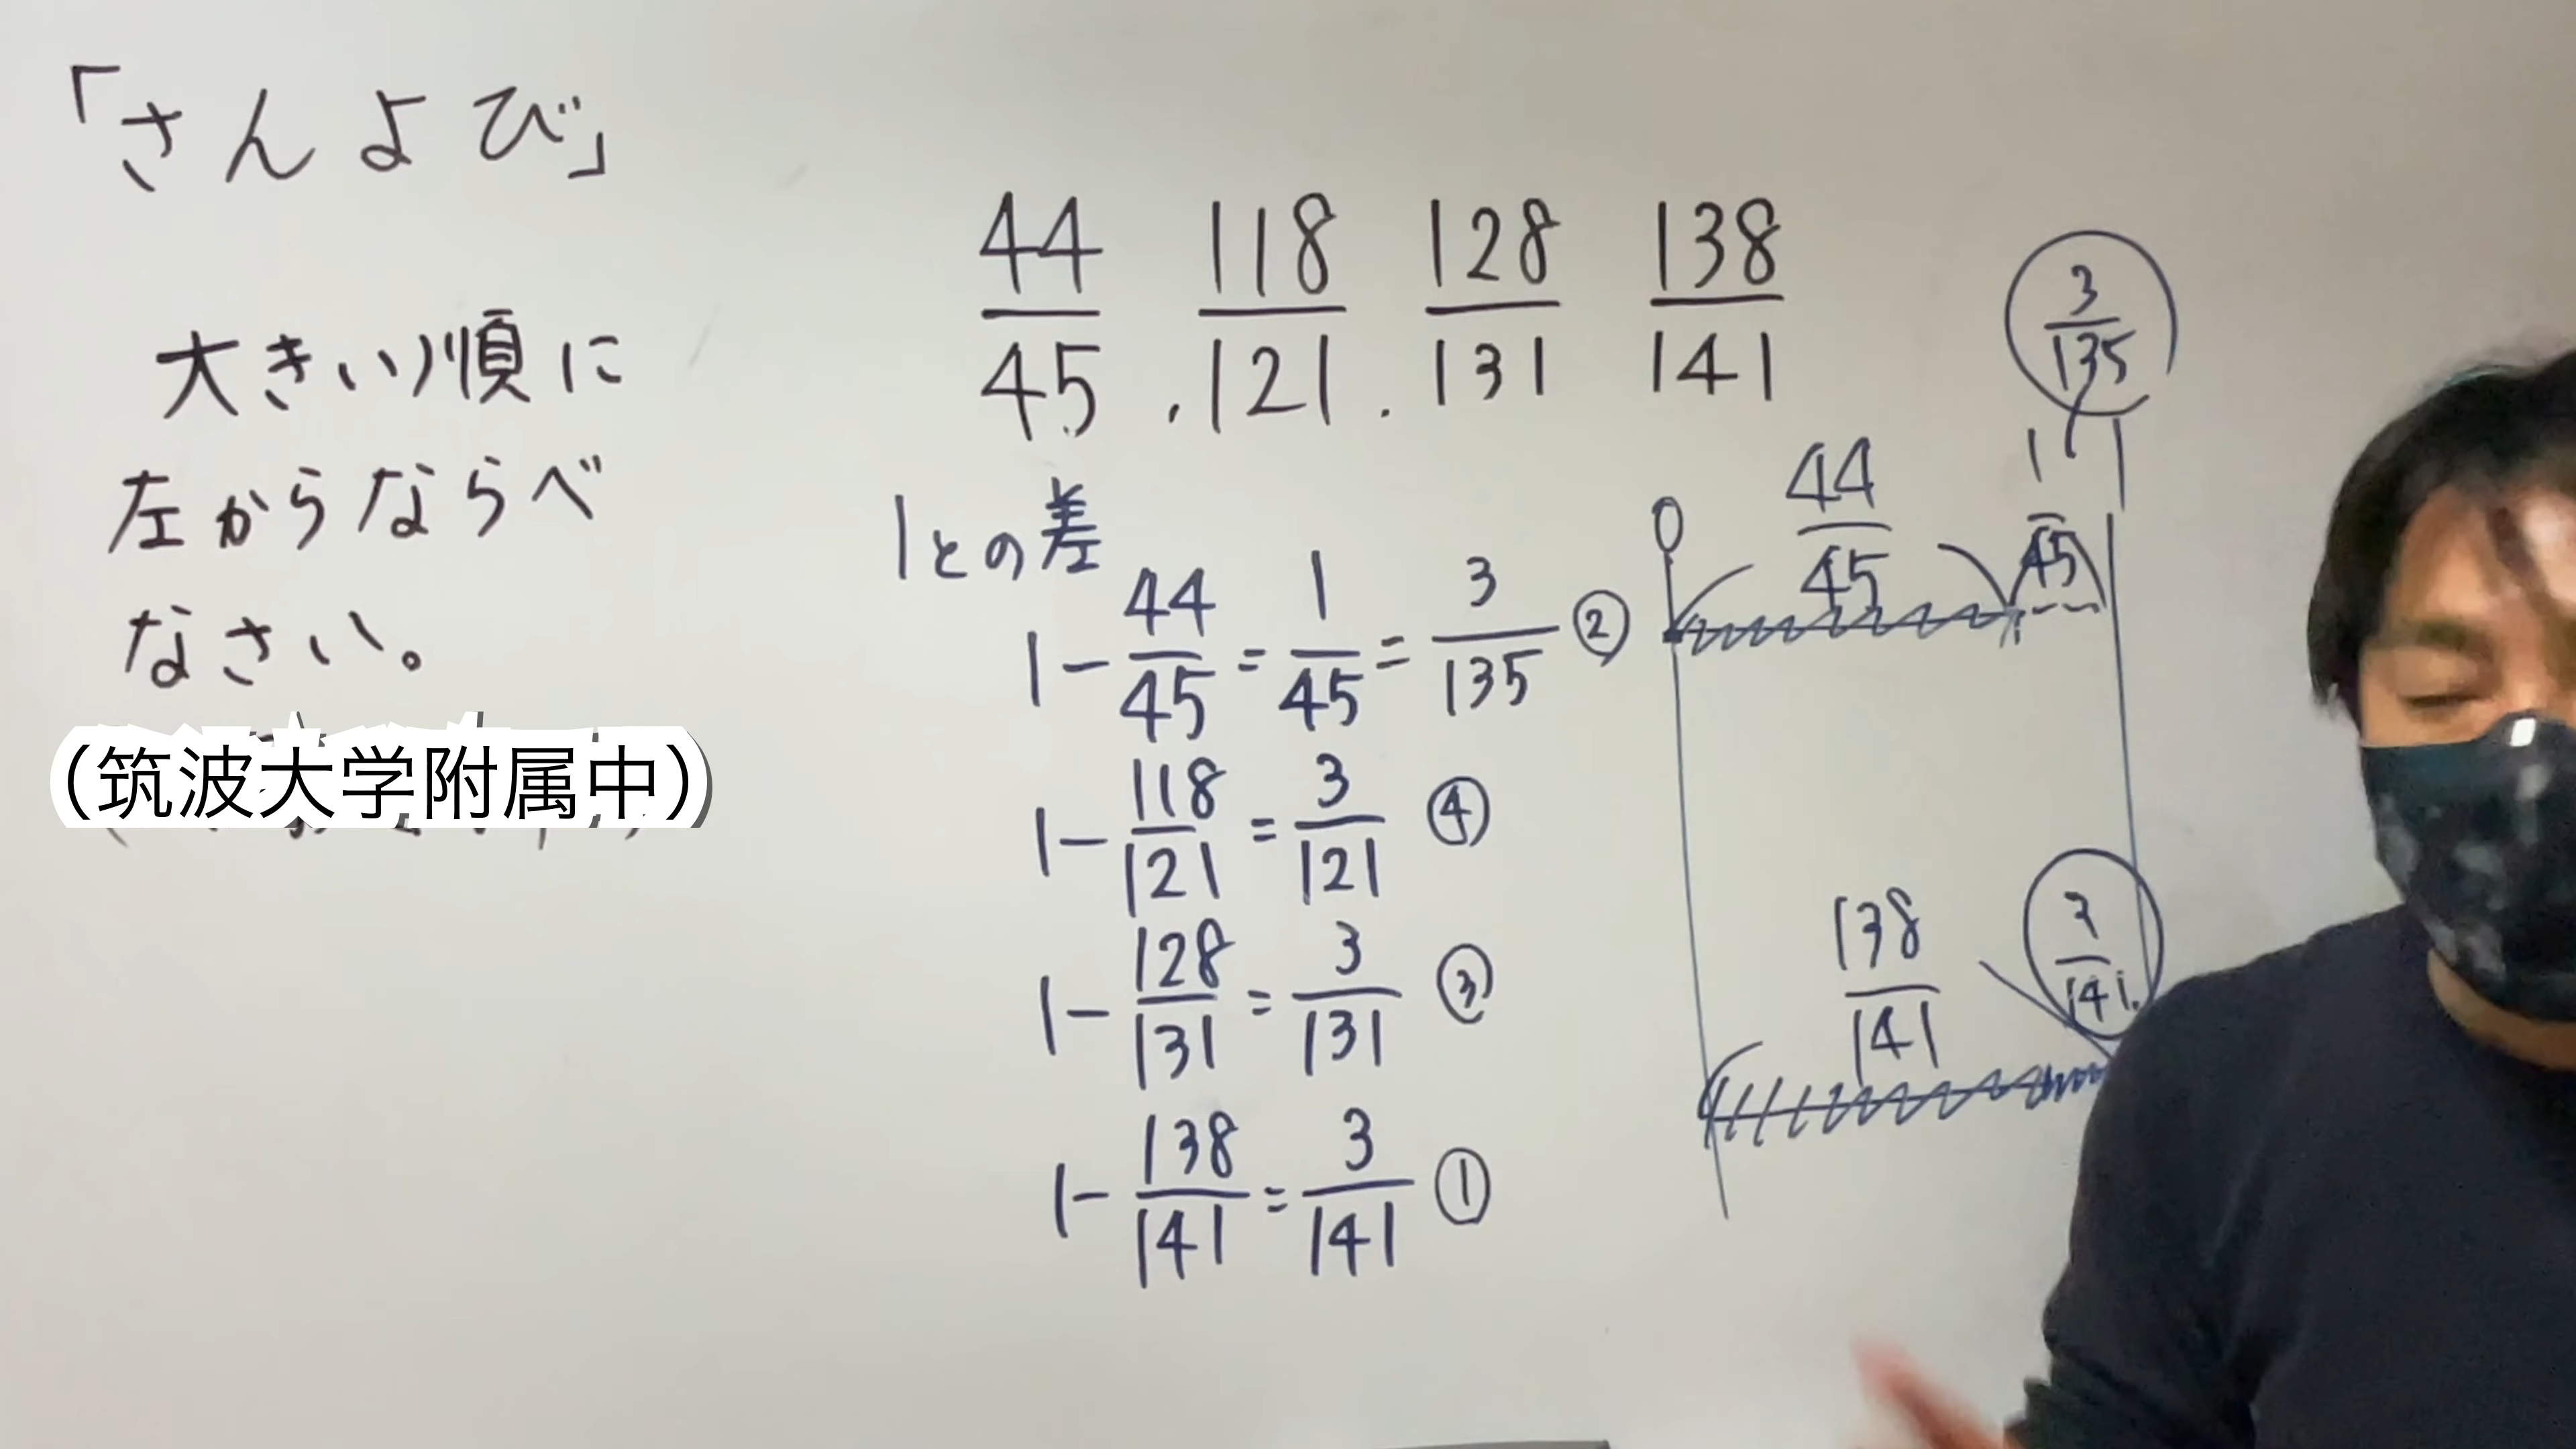 「さんよび」
大きい順に
左からならべ
なさい。
（筑波大学附属中）
44/45 , 118/121 . 128/131 138/141
1との差
1 - 44/45 = 1/45 = 3/135 ②
1 - 118/121 = 3/121 ④
1 - 128/131 = 3/131 ③
1 - 138/141 = 3/141 ①
3/135
0 44/45 1/45 1
138/141 3/141